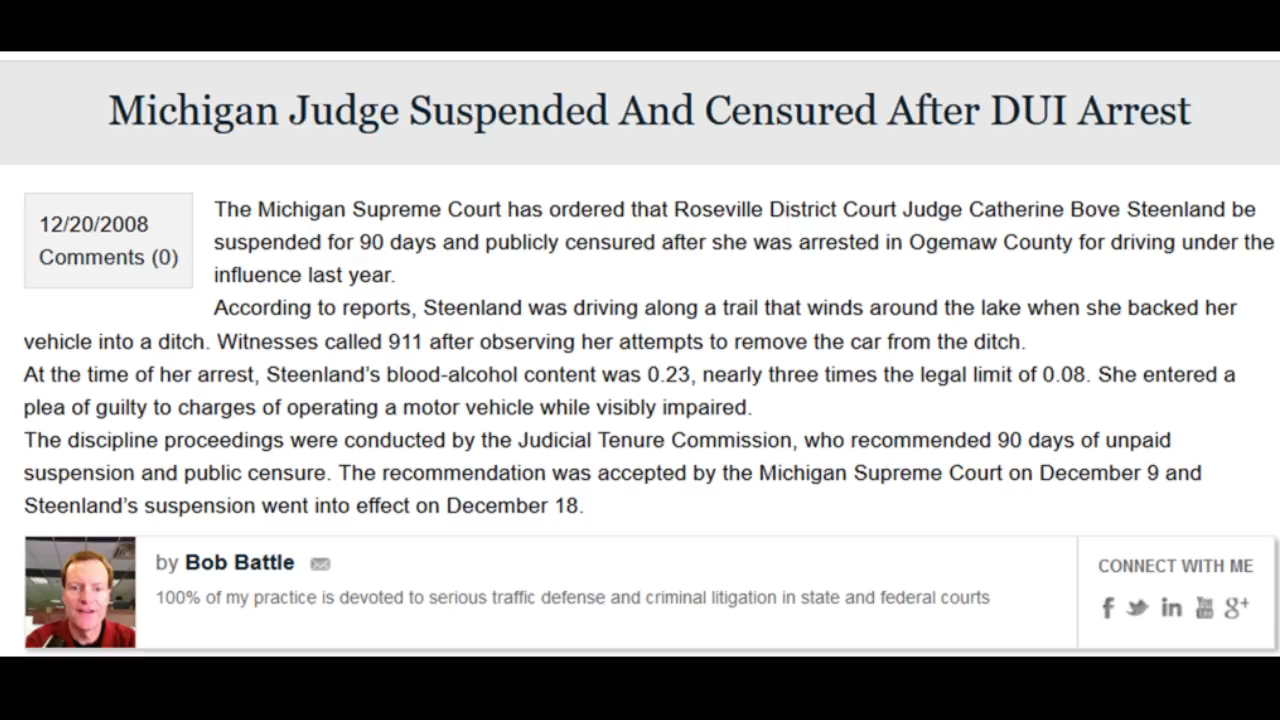 Michigan Judge Suspended And Censured After DUI Arrest
12/20/2008
Comments (0)
The Michigan Supreme Court has ordered that Roseville District Court Judge Catherine Bove Steenland be
suspended for 90 days and publicly censured after she was arrested in Ogemaw County for driving under the
influence last year.
According to reports, Steenland was driving along a trail that winds around the lake when she backed her
vehicle into a ditch. Witnesses called 911 after observing her attempts to remove the car from the ditch.
At the time of her arrest, Steenland’s blood-alcohol content was 0.23, nearly three times the legal limit of 0.08. She entered a
plea of guilty to charges of operating a motor vehicle while visibly impaired.
The discipline proceedings were conducted by the Judicial Tenure Commission, who recommended 90 days of unpaid
suspension and public censure. The recommendation was accepted by the Michigan Supreme Court on December 9 and
Steenland’s suspension went into effect on December 18.
by Bob Battle
100% of my practice is devoted to serious traffic defense and criminal litigation in state and federal courts
CONNECT WITH ME
f in You Tube g+